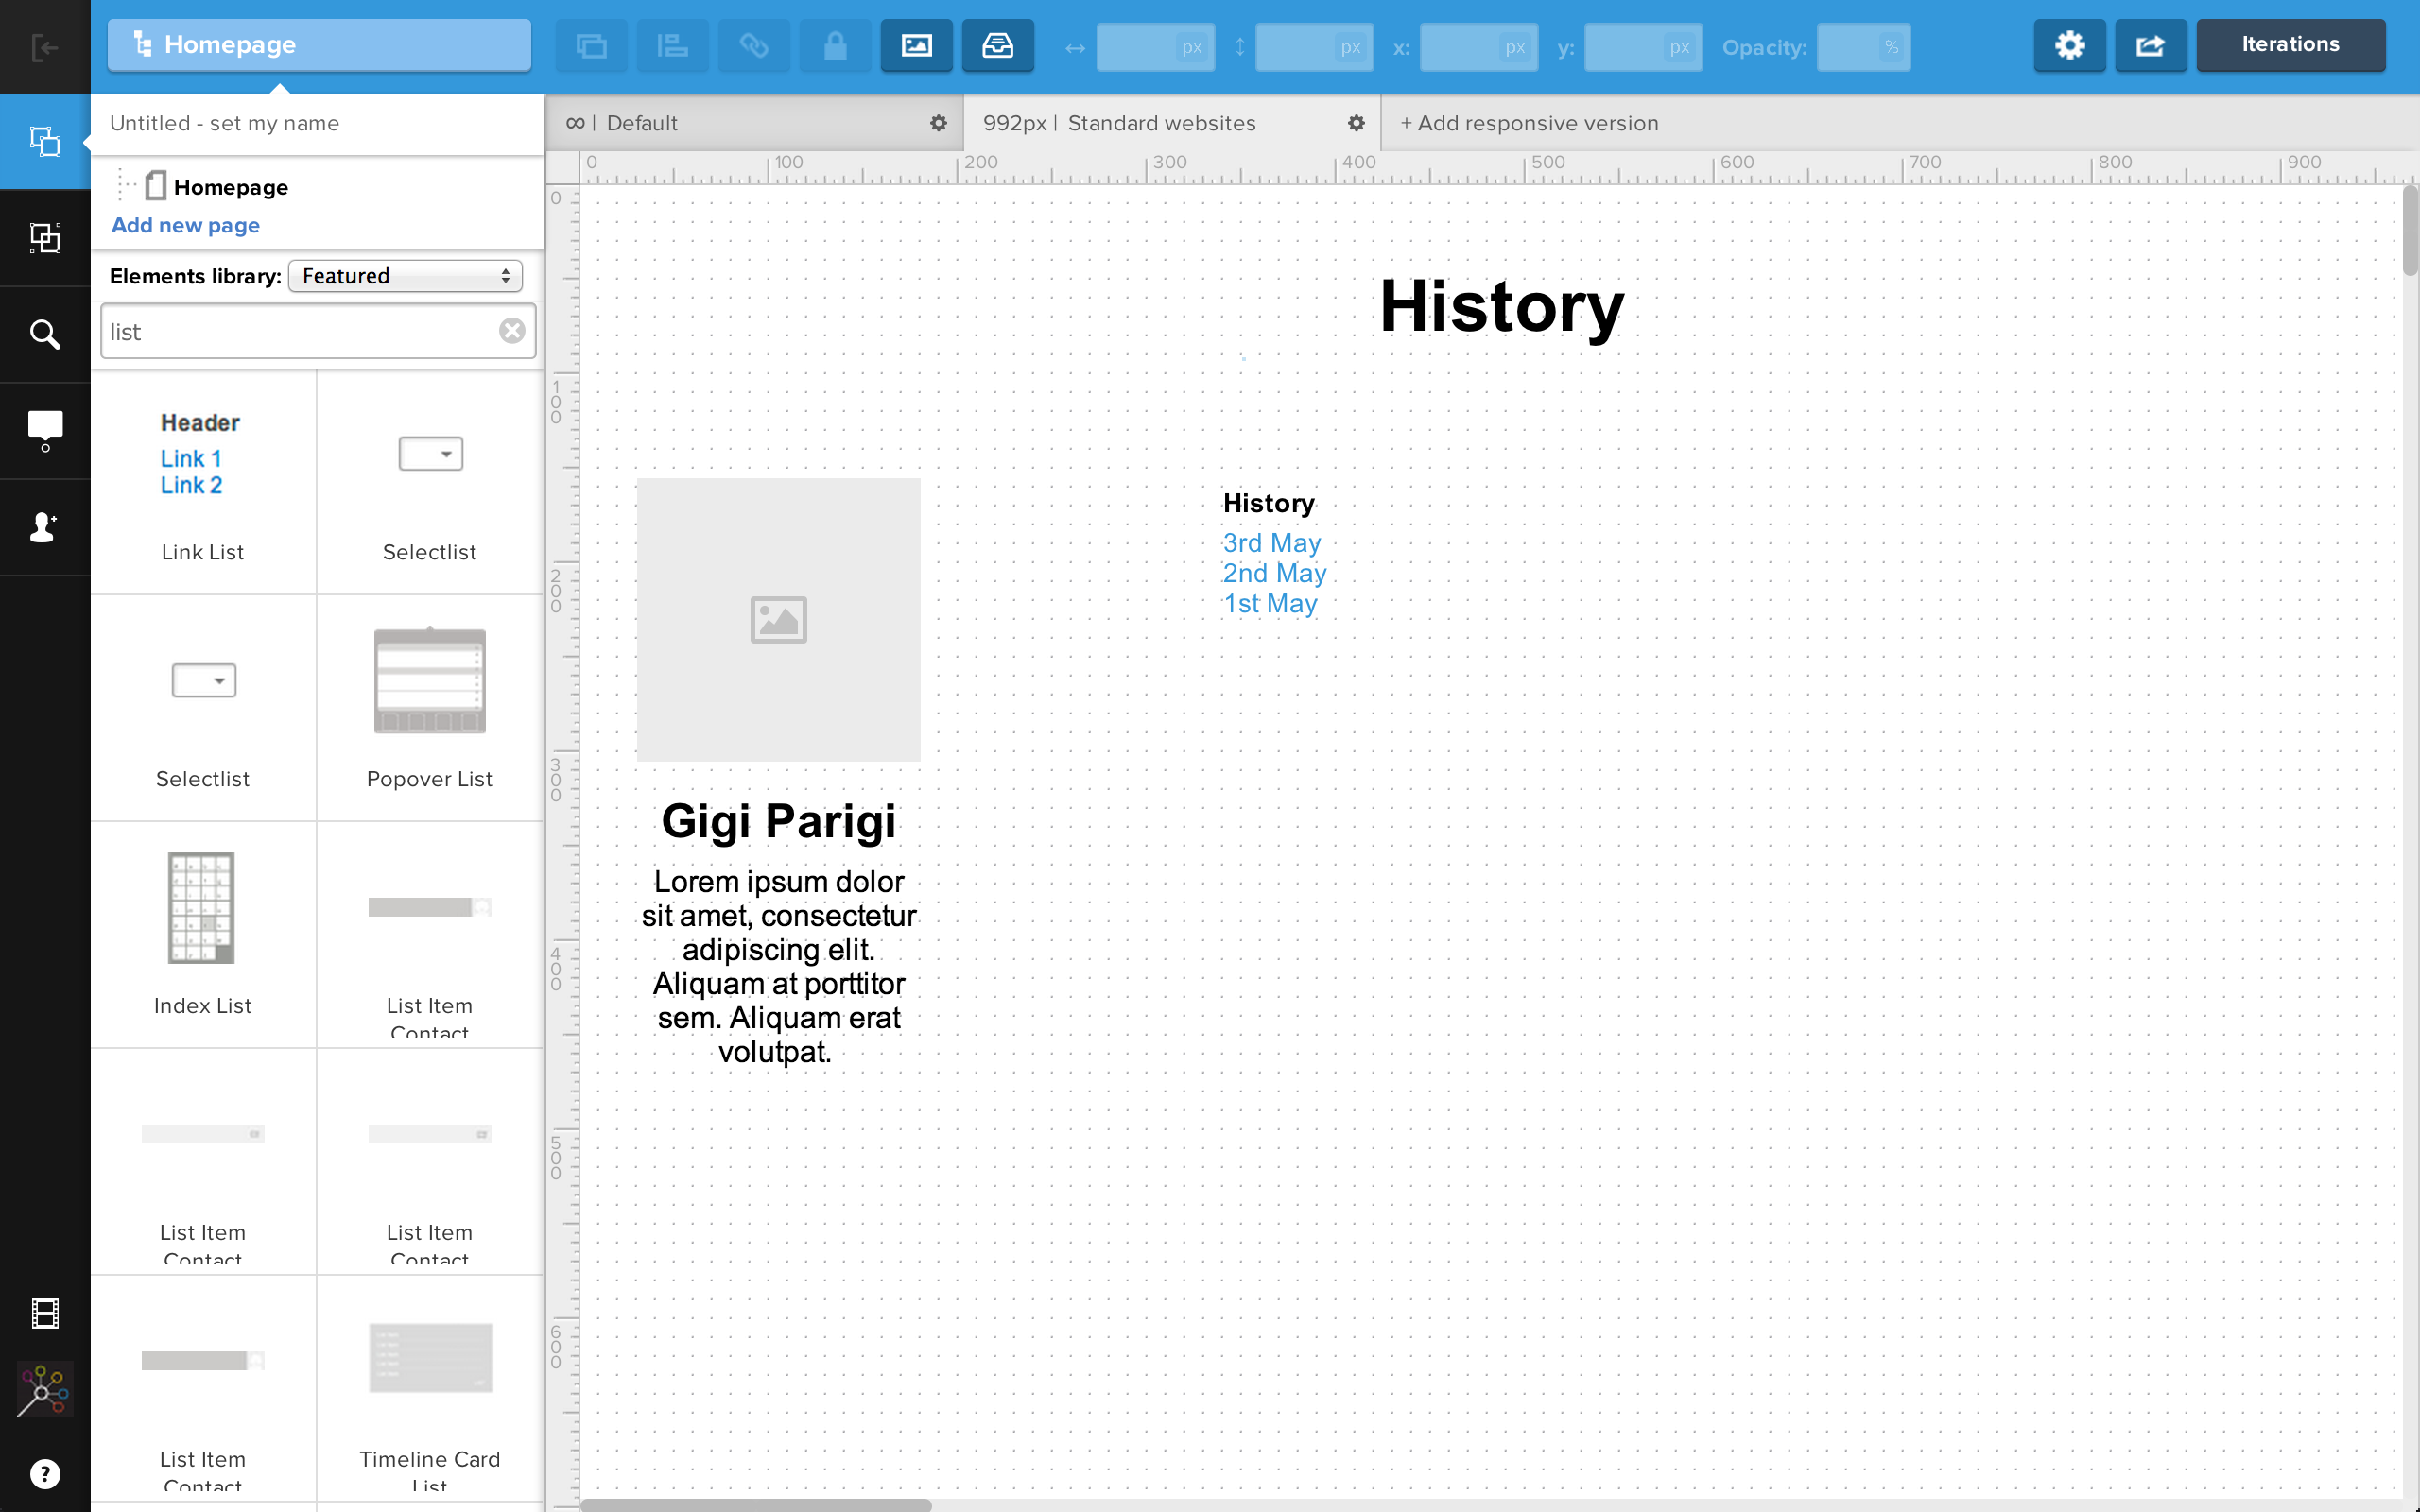 Homepage
px
px
x:
px
y:
px
Opacity:
%
Iterations
Untitled - set my name
∞ | Default
992px | Standard websites
+ Add responsive version
Homepage
Add new page
Elements library:
Featured
list
0
100
200
300
400
500
600
700
800
900
0
100
200
300
400
500
600
Header
Link 1
Link 2
Link List
Selectlist
Selectlist
Popover List
Index List
List Item
Contact
List Item
Contact
List Item
Contact
List Item
Contact
Timeline Card
List
?
History
History
3rd May
2nd May
1st May
Gigi Parigi
Lorem ipsum dolor
sit amet, consectetur
adipiscing elit.
Aliquam at porttitor
sem. Aliquam erat
volutpat.